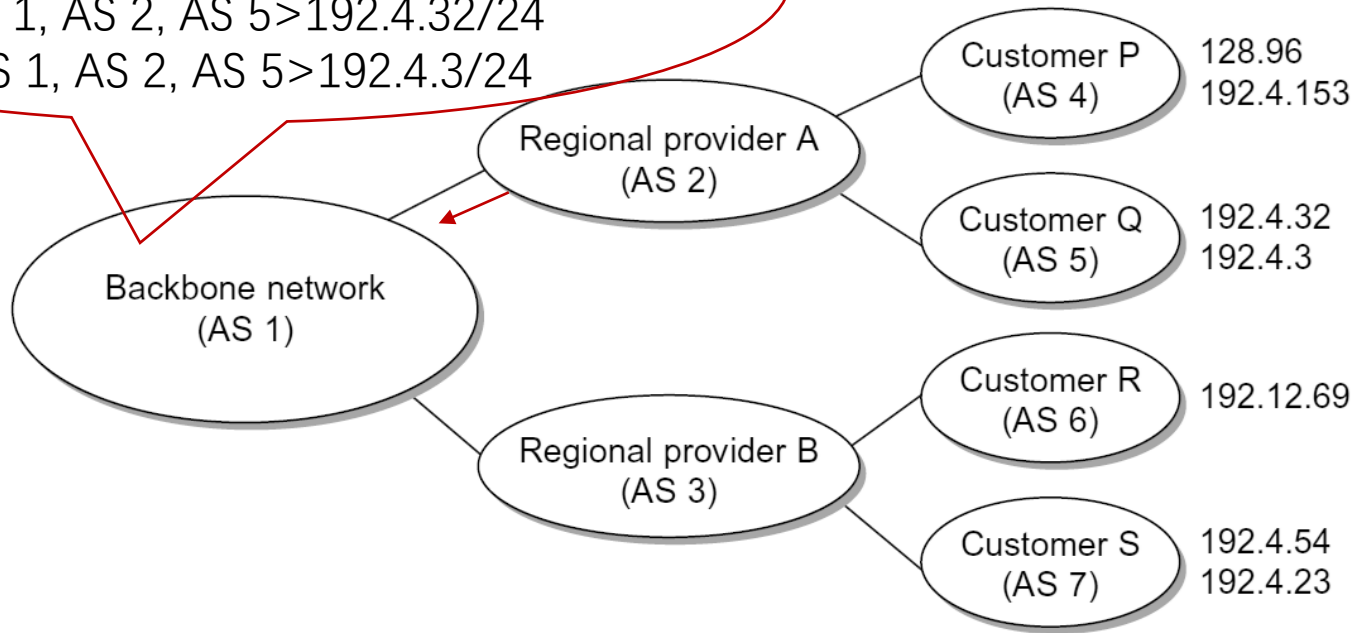 1, AS 2, AS 5>192.4.32/24
S 1, AS 2, AS 5>192.4.3/24
Customer P
(AS 4)
128.96
192.4.153
Regional provider A
(AS 2)
Customer Q
(AS 5)
192.4.32
192.4.3
Backbone network
(AS 1)
Customer R
(AS 6)
192.12.69
Regional provider B
(AS 3)
Customer S
(AS 7)
192.4.54
192.4.23